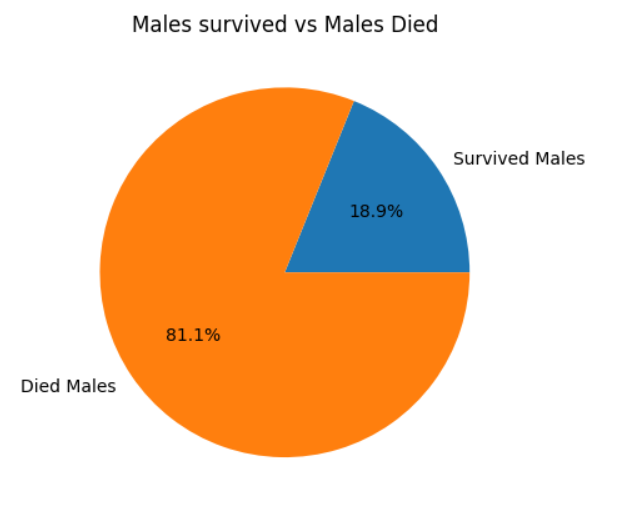 Males survived vs Males Died
Survived Males
18.9%
81.1%
Died Males